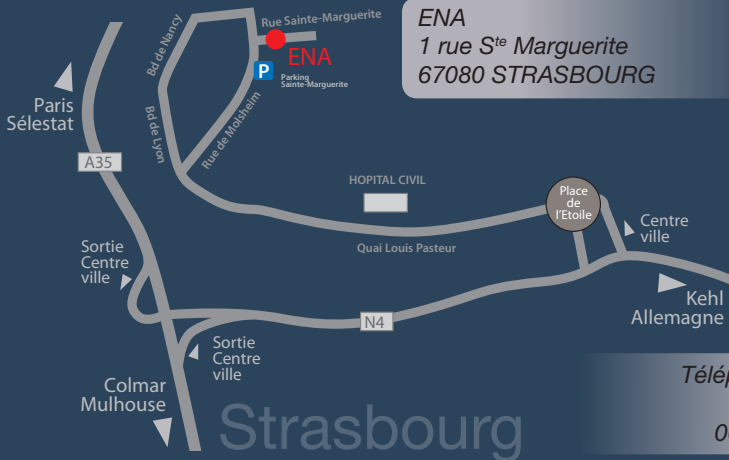 Rue Sainte-Marguerite
ENA
1 rue Ste Marguerite
67080 STRASBOURG
Bd de Nancy
ENA
P
Parking
Sainte-Marguerite
Paris
Sélestat
Bd de Lyon
Rue de Molsheim
A35
HOPITAL CIVIL
Place
de
l'Etoile
Centre
ville
Quai Louis Pasteur
Sortie
Centre
ville
Kehl
Allemagne
N4
Sortie
Centre
ville
Colmar
Mulhouse
Strasbourg
Télép